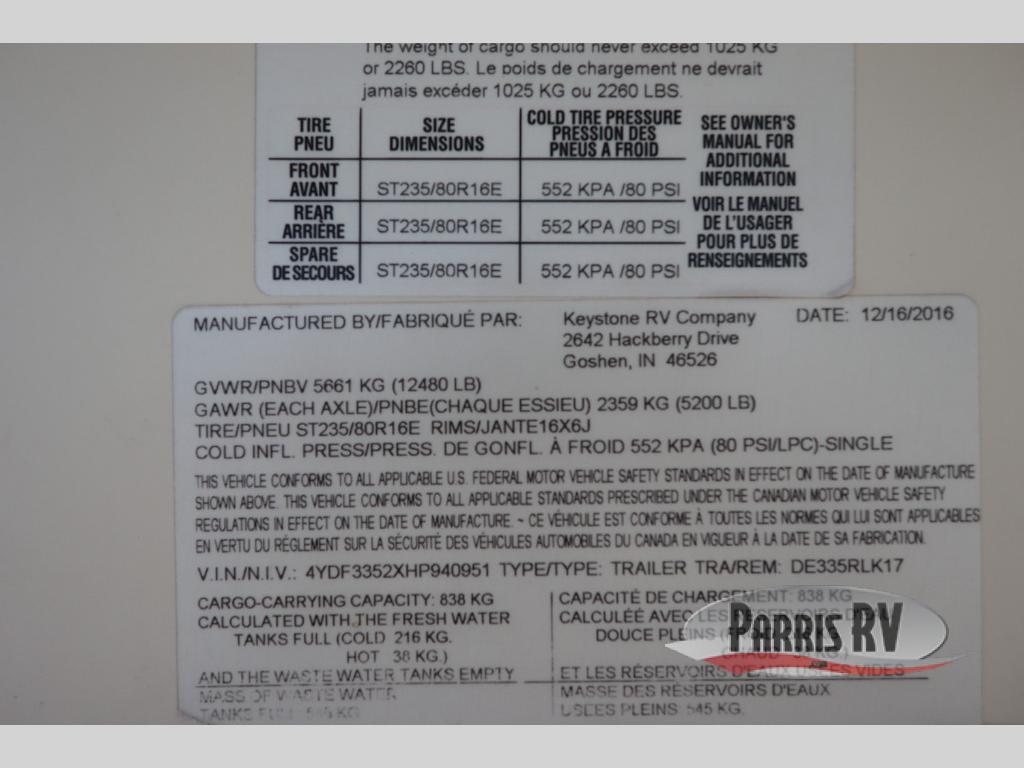 The weight of cargo should never exceed 1025 KG
or 2260 LBS. Le poids de chargement ne devrait
jamais excéder 1025 KG ou 2260 LBS.
TIRE PNEU SIZE DIMENSIONS COLD TIRE PRESSURE PRESSION DES PNEUS A FROID
FRONT AVANT ST235/80R16E 552 KPA /80 PSI
REAR ARRIÈRE ST235/80R16E 552 KPA /80 PSI
SPARE DE SECOURS ST235/80R16E 552 KPA /80 PSI
SEE OWNER'S
MANUAL FOR
ADDITIONAL
INFORMATION
VOIR LE MANUEL
DE L'USAGER
POUR PLUS DE
RENSEIGNEMENTS
MANUFACTURED BY/FABRIQUÉ PAR: Keystone RV Company DATE: 12/16/2016
2642 Hackberry Drive
Goshen, IN 46526
GVWR/PNBV 5661 KG (12480 LB)
GAWR (EACH AXLE)/PNBE(CHAQUE ESSIEU) 2359 KG (5200 LB)
TIRE/PNEU ST235/80R16E RIMS/JANTE16X6J
COLD INFL. PRESS/PRESS. DE GONFL. À FROID 552 KPA (80 PSI/LPC)-SINGLE
THIS VEHICLE CONFORMS TO ALL APPLICABLE U.S. FEDERAL MOTOR VEHICLE SAFETY STANDARDS IN EFFECT ON THE DATE OF MANUFACTURE
SHOWN ABOVE. THIS VEHICLE CONFORMS TO ALL APPLICABLE STANDARDS PRESCRIBED UNDER THE CANADIAN MOTOR VEHICLE SAFETY
REGULATIONS IN EFFECT ON THE DATE OF MANUFACTURE. ~ CE VÉHICULE EST CONFORME À TOUTES LES NORMES QUI LUI SONT APPLICABLES
EN VERTU DU RÈGLEMENT SUR LA SÉCURITÉ DES VÉHICULES AUTOMOBILES DU CANADA EN VIGUEUR À LA DATE DE SA FABRICATION.
V.I.N./N.I.V.: 4YDF3352XHP940951 TYPE/TYPE: TRAILER TRA/REM: DE335RLK17
CARGO-CARRYING CAPACITY: 838 KG
CALCULATED WITH THE FRESH WATER
TANKS FULL (COLD 216 KG.
HOT 38 KG.)
AND THE WASTE WATER TANKS EMPTY
MASS OF WASTE WATER
TANKS FULL: 545 KG
CAPACITÉ DE CHARGEMENT: 838 KG
CALCULÉE AVEC LES RÉSERVOIRS D'EAU
DOUCE PLEINS
ET LES RÉSERVOIRS D'EAUX USÉES VIDES
MASSE DES RÉSERVOIRS D'EAUX
USÉES PLEINS: 545 KG.
PARRIS RV